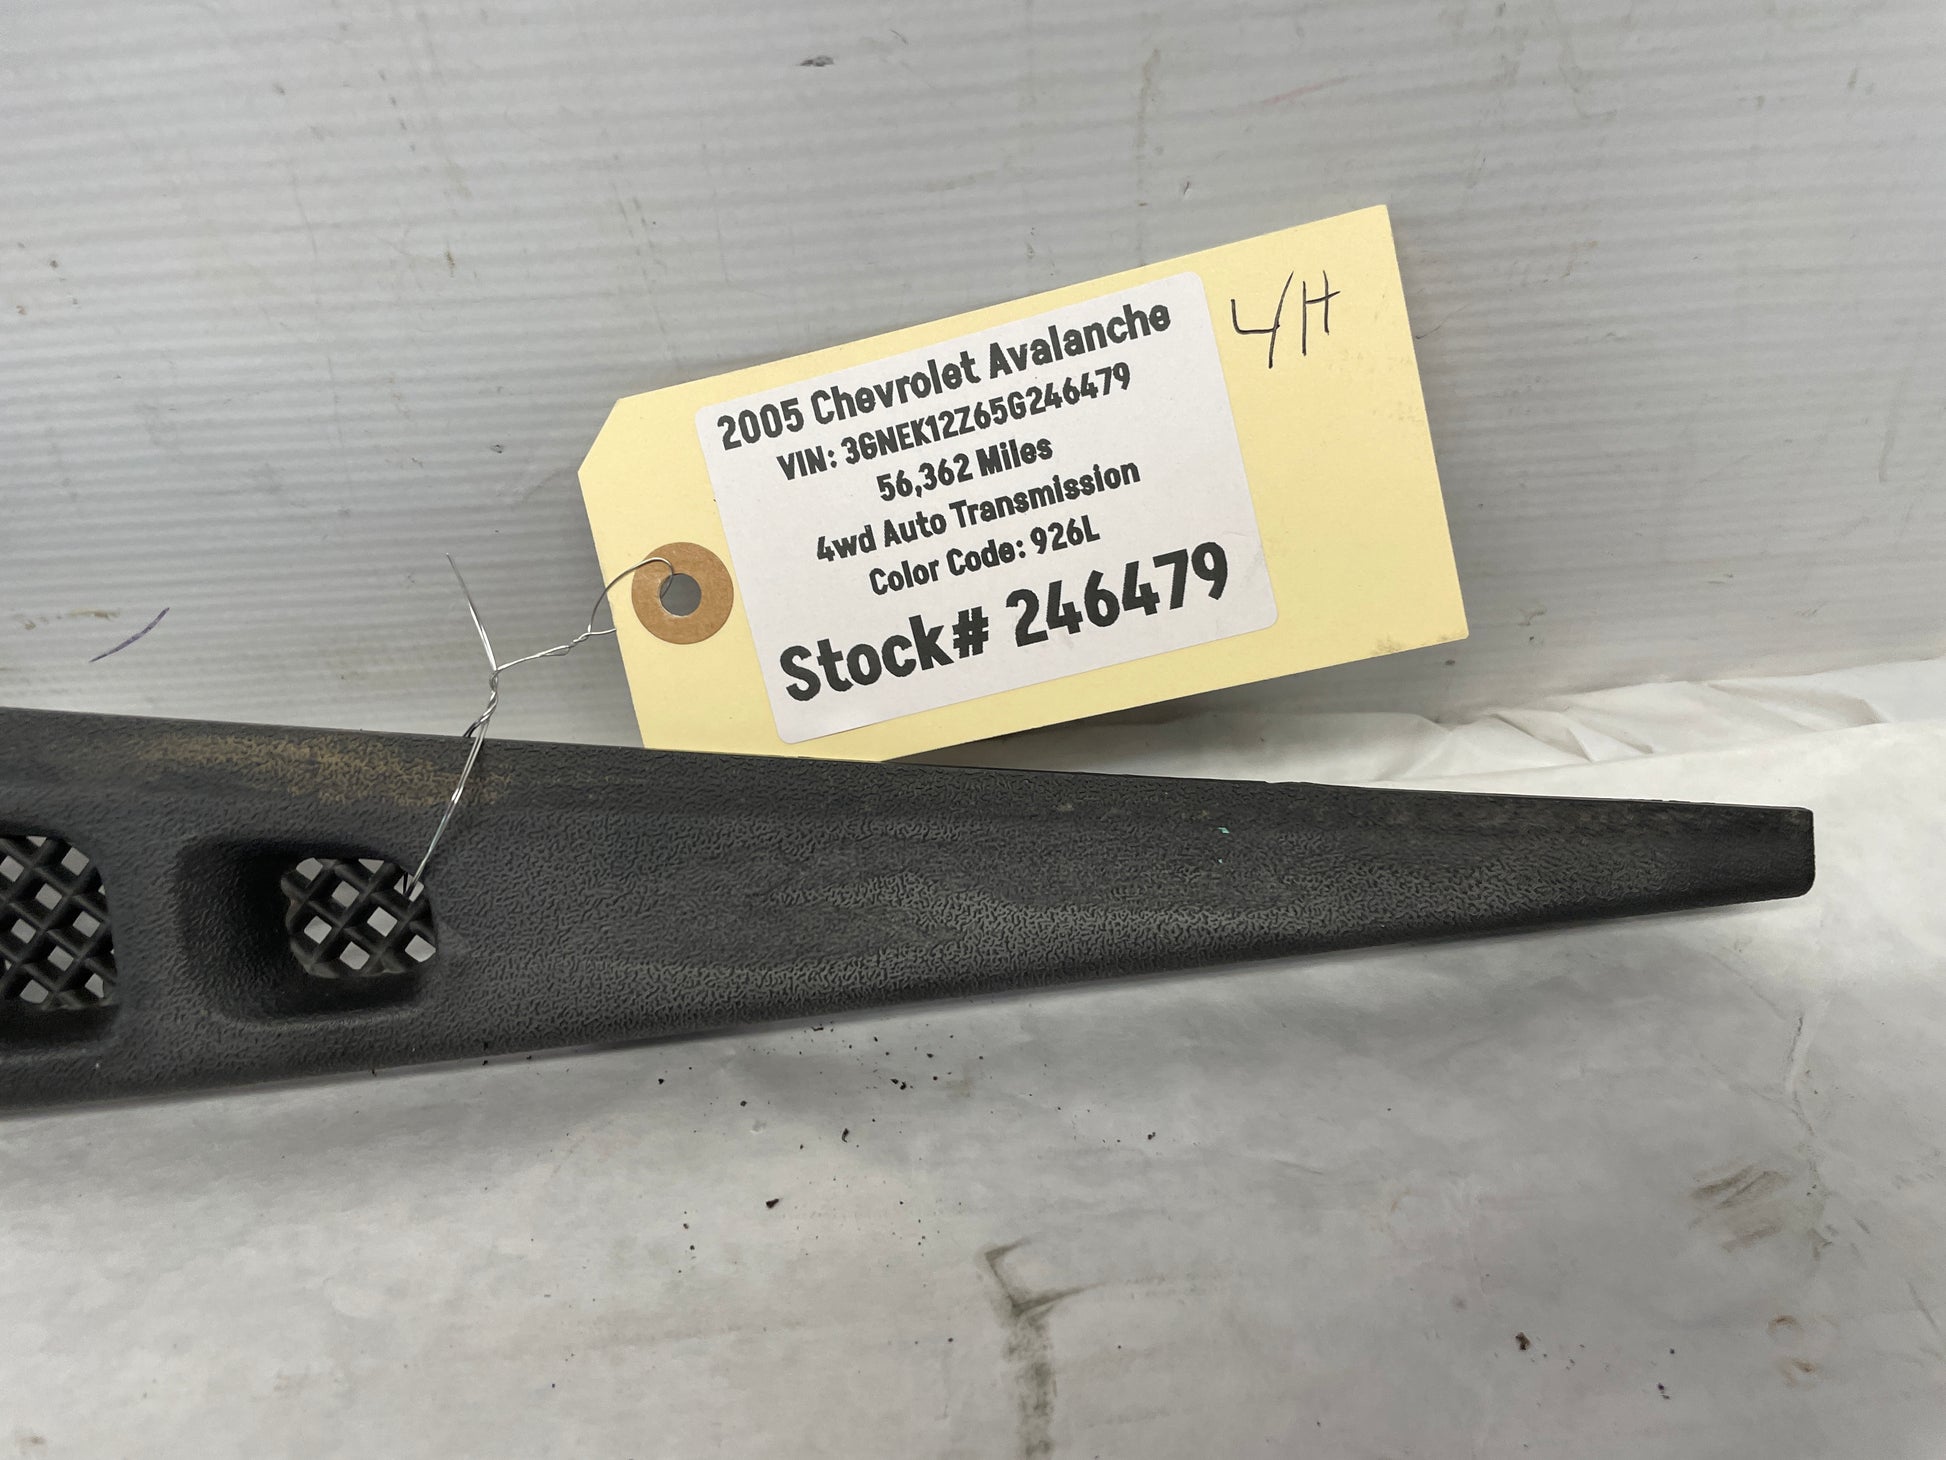 2005 Chevrolet Avalanche
VIN: 3GNEK12Z65G246479
56,362 Miles
4wd Auto Transmission
Color Code: 926L
Stock# 246479
4/H